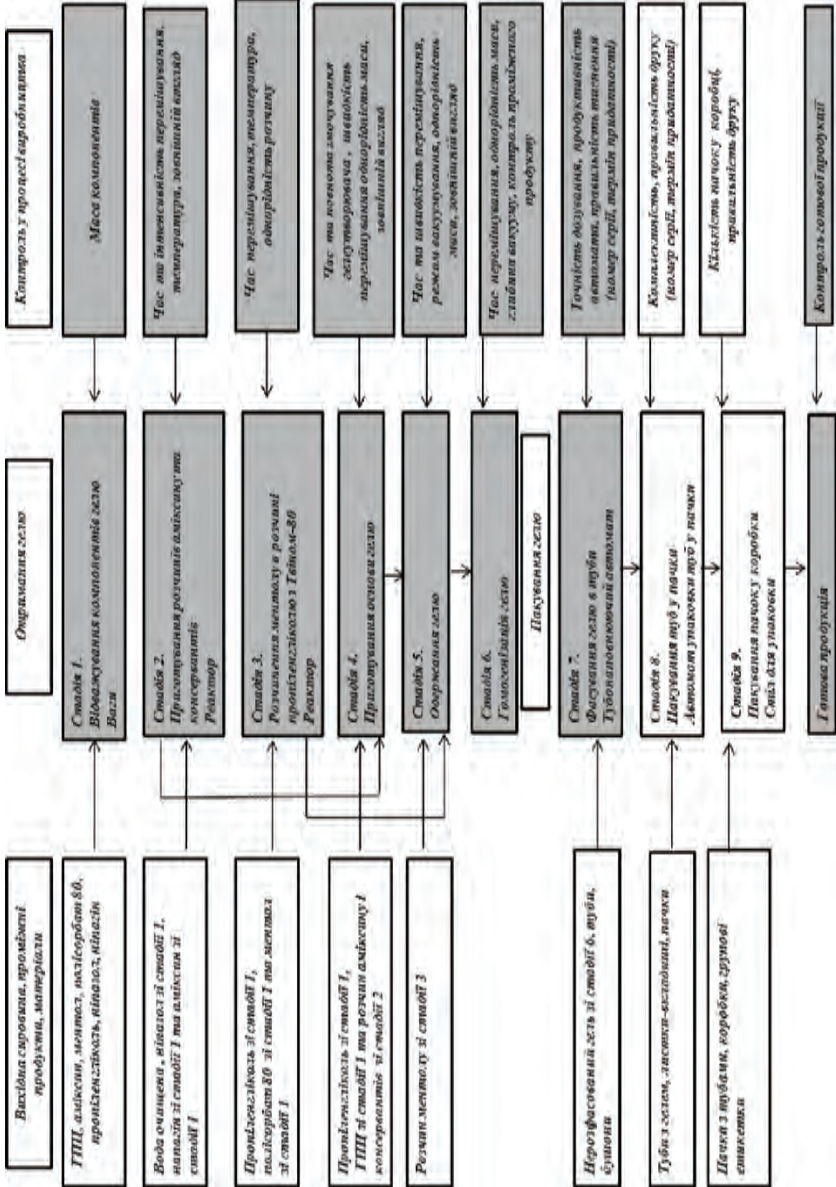 Вихідна сировина, проміжні
продукти, матеріали
Отримання гелю
Контроль у процесі виробництва
ГПЦ, аміксин, ментол, полісорбат 80,
пропіленгліколь, ніпазол, ніпагін
Стадія 1.
Відважування компонентів гелю
Ваги
Маса компонентів
Вода очищена, ніпазол зі стадії 1,
напагін зі стадії 1 та аміксин зі
стадії 1
Стадія 2.
Приготування розчинів аміксину та
консервантів
Реактор
Час та інтенсивність перемішування,
температура, зовнішній вигляд
Пропіленгліколь зі стадії 1,
полісорбат 80 зі стадії 1 та ментол
зі стадії 1
Стадія 3.
Розчинення ментолу в розчині
пропіленгліколю з Твіном-80
Реактор
Час перемішування, температура,
однорідність розчину
Пропіленгліколь зі стадії 1,
ГПЦ зі стадії 1 та розчин аміксину і
консервантів зі стадії 2
Стадія 4.
Приготування основи гелю
Час та повнота змочування
гелеутворювача, швидкість
перемішування однорідність маси,
зовнішній вигляд
Розчин ментолу зі стадії 3
Стадія 5.
Одержання гелю
Час та швидкість перемішування,
режим вакуумування, однорідність
маси, зовнішній вигляд
Стадія 6.
Гомогенізація гелю
Час перемішування, однорідність маси,
глибина вакууму, контроль проміжного
продукту
Пакування гелю
Нерозфасований гель зі стадії 6, туби,
бушони
Стадія 7.
Фасування гелю в туби
Тубонаповнюючий автомат
Точність дозування, продуктивність
автомата, правильність тиснення
(номер серії, термін придатності)
Туби з гелем, листки-вкладиші, пачки
Стадія 8.
Пакування туб у пачки
Автомат упаковки туб у пачки
Комплектність, правильність друку
(номер серії, термін придатності)
Пачки з тубами, коробки, групові
етикетки
Стадія 9.
Пакування пачок у коробки
Стіл для упаковки
Кількість пачок у коробці,
правильність друку
Готова продукція
Контроль готової продукції